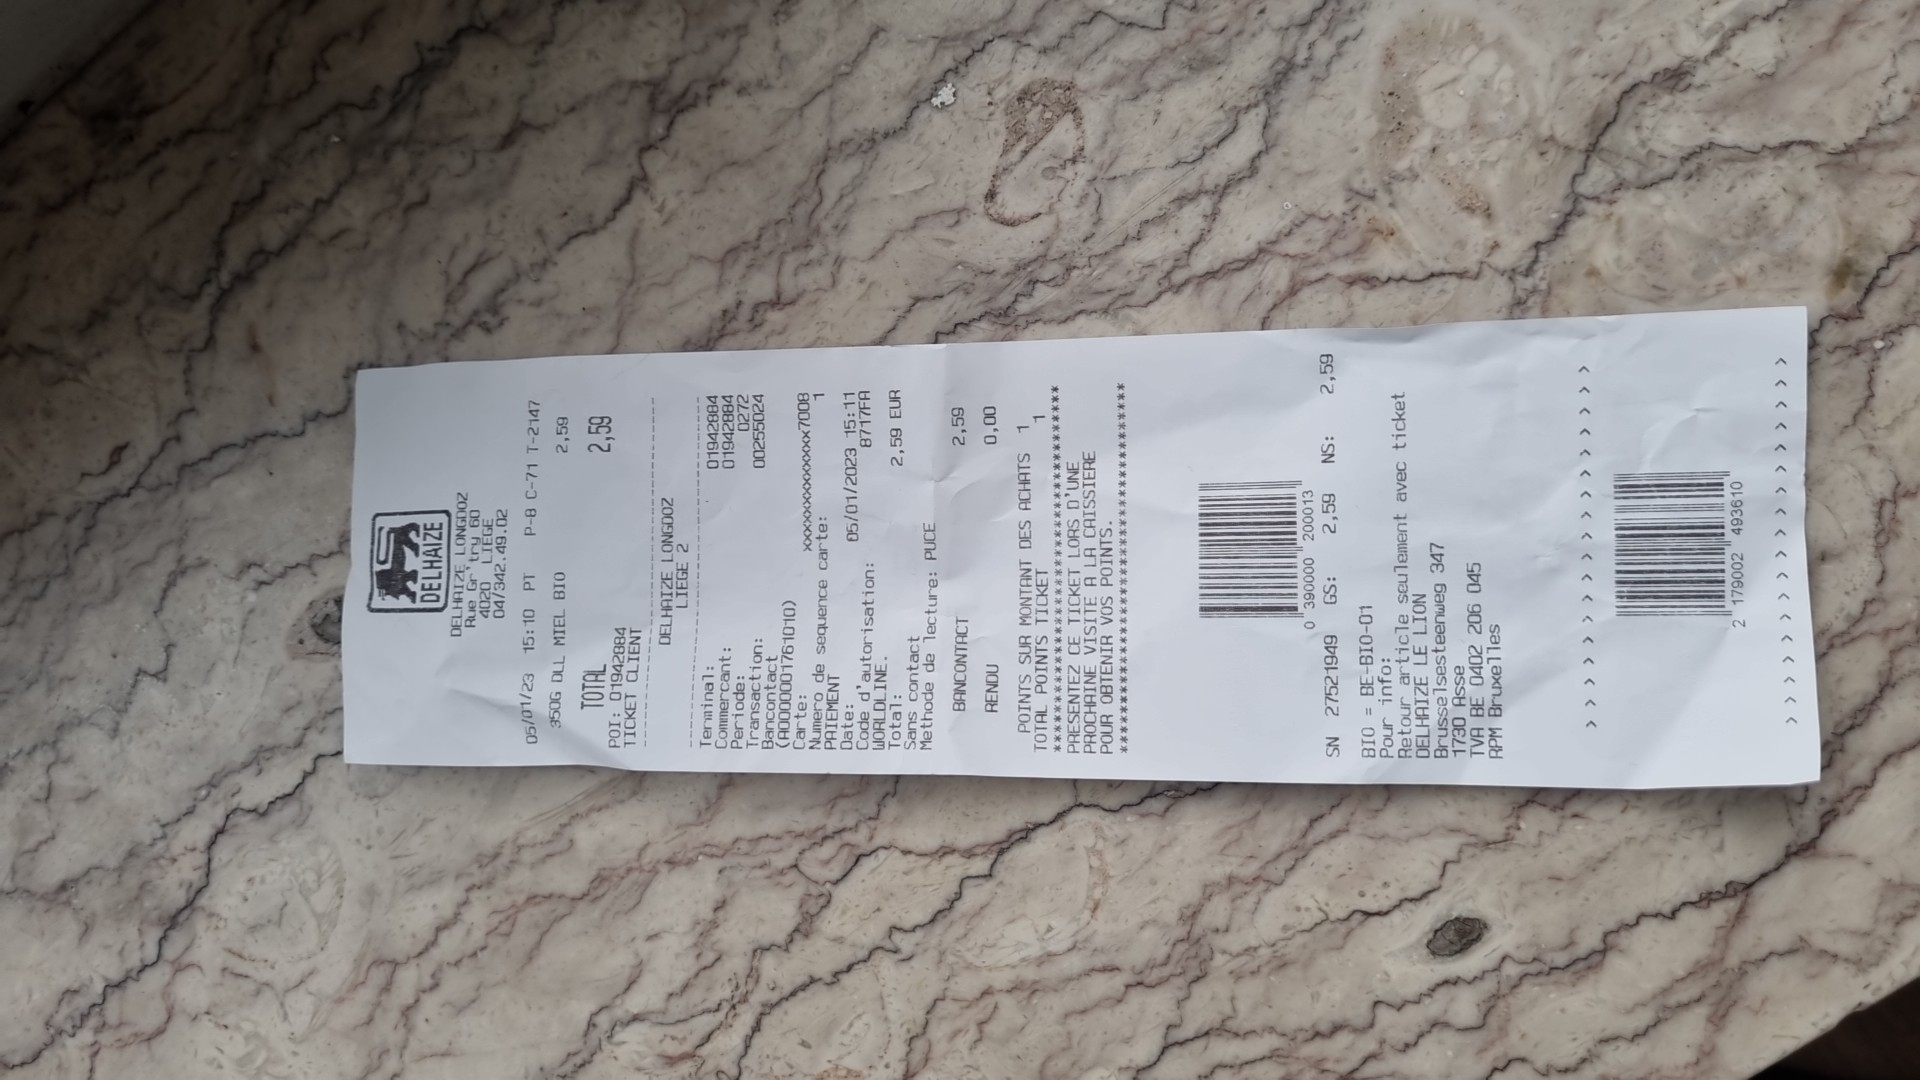 DELHAIZE
DELHAIZE LONGDOZ
Rue Gr'try 60
4020 LIEGE
04/342.49.02
05/01/23 15:10 PT P-8 C-71 T-2147
350G DLL MIEL BIO 2,59
TOTAL 2,59
POI: 01942884
TICKET CLIENT
--------------------------------
DELHAIZE LONGDOZ
LIEGE 2
--------------------------------
Terminal: 01942884
Commercant: 01942884
Periode: 0272
Transaction: 00255024
Bancontact
(A0000001761010)
Carte: xxxxxxxxxxxxx7008
Numero de sequence carte: 1
PAIEMENT
Date: 05/01/2023 15:11
Code d'autorisation: 8717FA
WORLDLINE.
Total: 2,59 EUR
Sans contact
Methode de lecture: PUCE
BANCONTACT 2,59
RENDU 0,00
POINTS SUR MONTANT DES ACHATS 1
TOTAL POINTS TICKET 1
****************************************
PRESENTEZ CE TICKET LORS D'UNE
PROCHAINE VISITE A LA CAISSIERE
POUR OBTENIR VOS POINTS.
****************************************
0 390000 200013
SN 27521949 GS: 2,59 NS: 2,59
BIO = BE-BIO-01
Pour info:
Retour article seulement avec ticket
DELHAIZE LE LION
Brusselsesteenweg 347
1730 Asse
TVA BE 0402 206 045
RPM Bruxelles
> > > > > > > > > > > > > > > > > > > >
2 179002 493610
> > > > > > > > > > > > > > > > > > > >